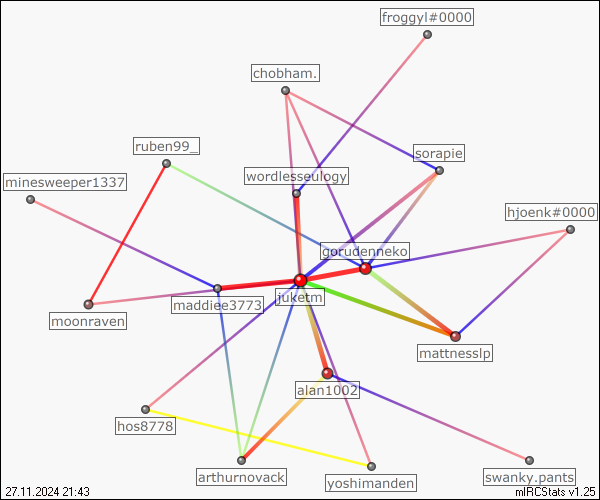 froggyl#0000
chobham.
ruben99_
sorapie
wordlesseulogy
minesweeper1337
hjoenk#0000
gorudenneko
juketm
maddiee3773
moonraven
mattnesslp
alan1002
hos8778
arthurnovack
yoshimanden
swanky.pants
27.11.2024 21:43
mIRCStats v1.25